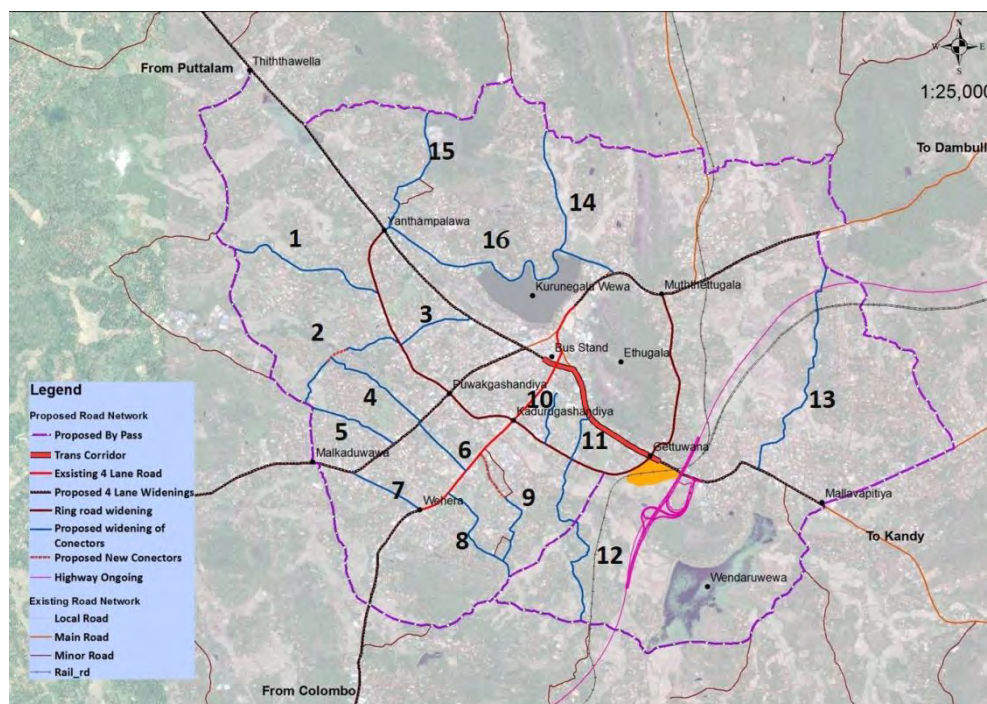 N
W E
S
1:25,000
Thiththawella
From Puttalam
To Dambull
15
14
Yanthampalawa
1
16
Kurunegala Wewa
Muththettugala
2
3
Bus Stand
Ethugala
Legend
Proposed Road Network
Proposed By Pass
Trans Corridor
Exsisting 4 Lane Road
Proposed 4 Lane Widenings
Ring road widening
Proposed widening of
Conectors
Proposed New Conectors
Highway Ongoing
Existing Road Network
Local Road
Main Road
Minor Road
Rail_rd
4
Puwakgashandiya
10
13
Kadurugashandiya
11
5
6
Gettuwana
Malkaduwawa
7
Wehera
9
Mallavapitiya
8
12
To Kandy
Wendaruwewa
From Colombo